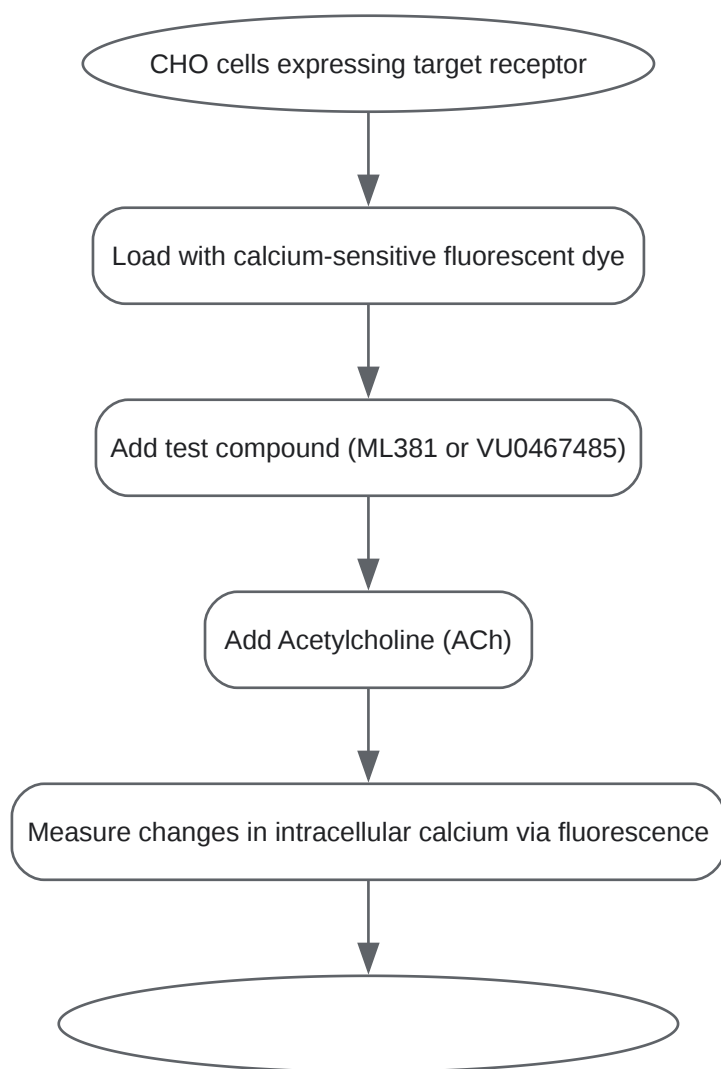 CHO cells expressing target receptor
Load with calcium-sensitive fluorescent dye
Add test compound (ML381 or VU0467485)
Add Acetylcholine (ACh)
Measure changes in intracellular calcium via fluorescence